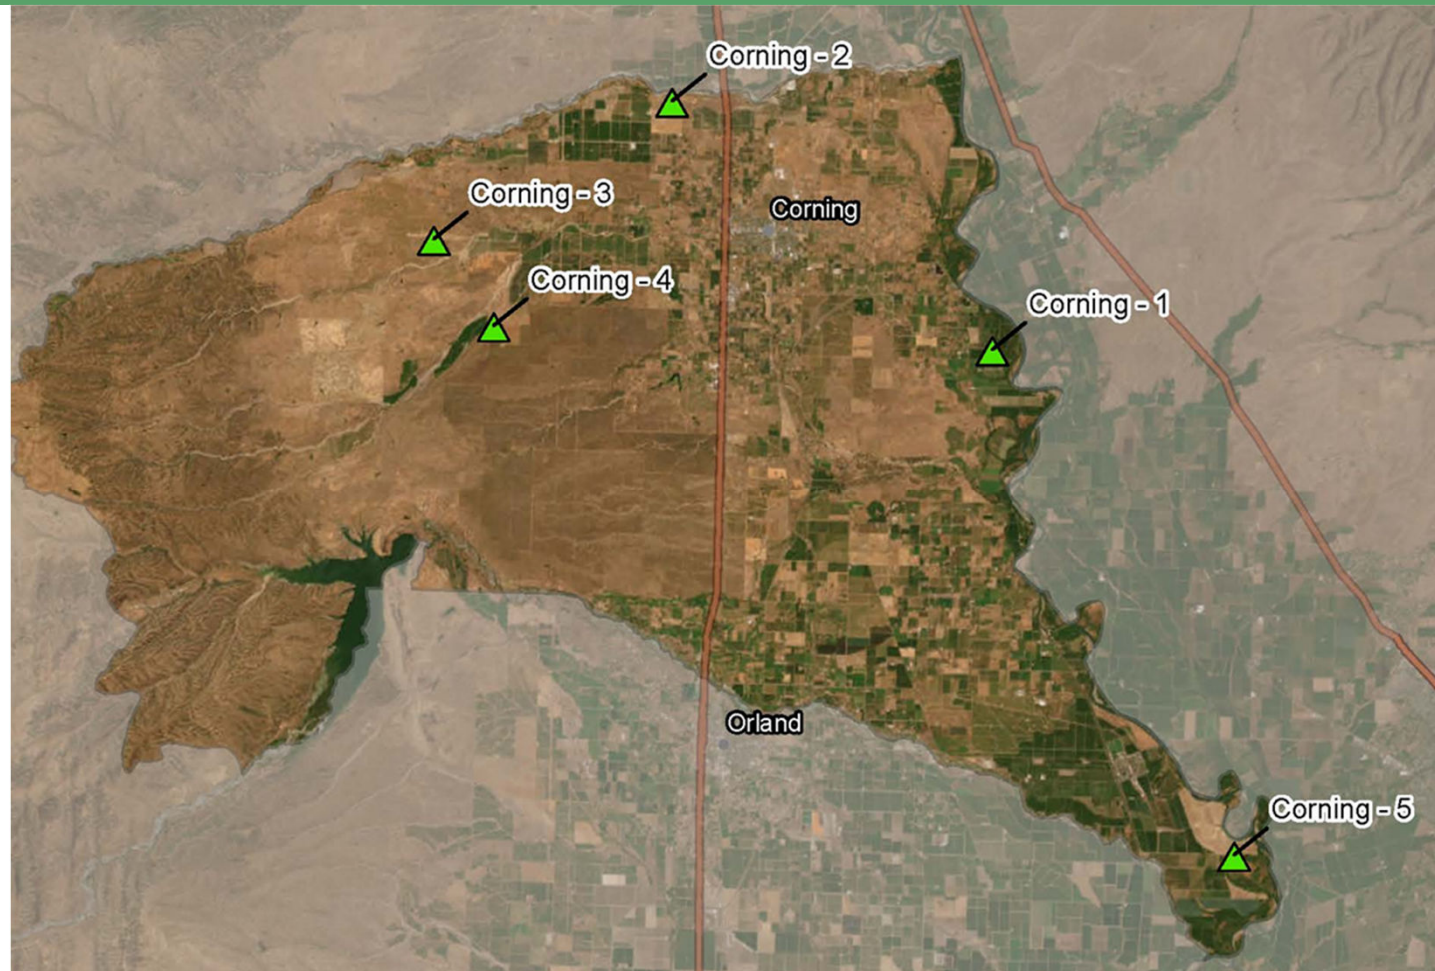 Corning - 2
Corning - 3
Corning
Corning - 4
Corning - 1
Orland
Corning - 5